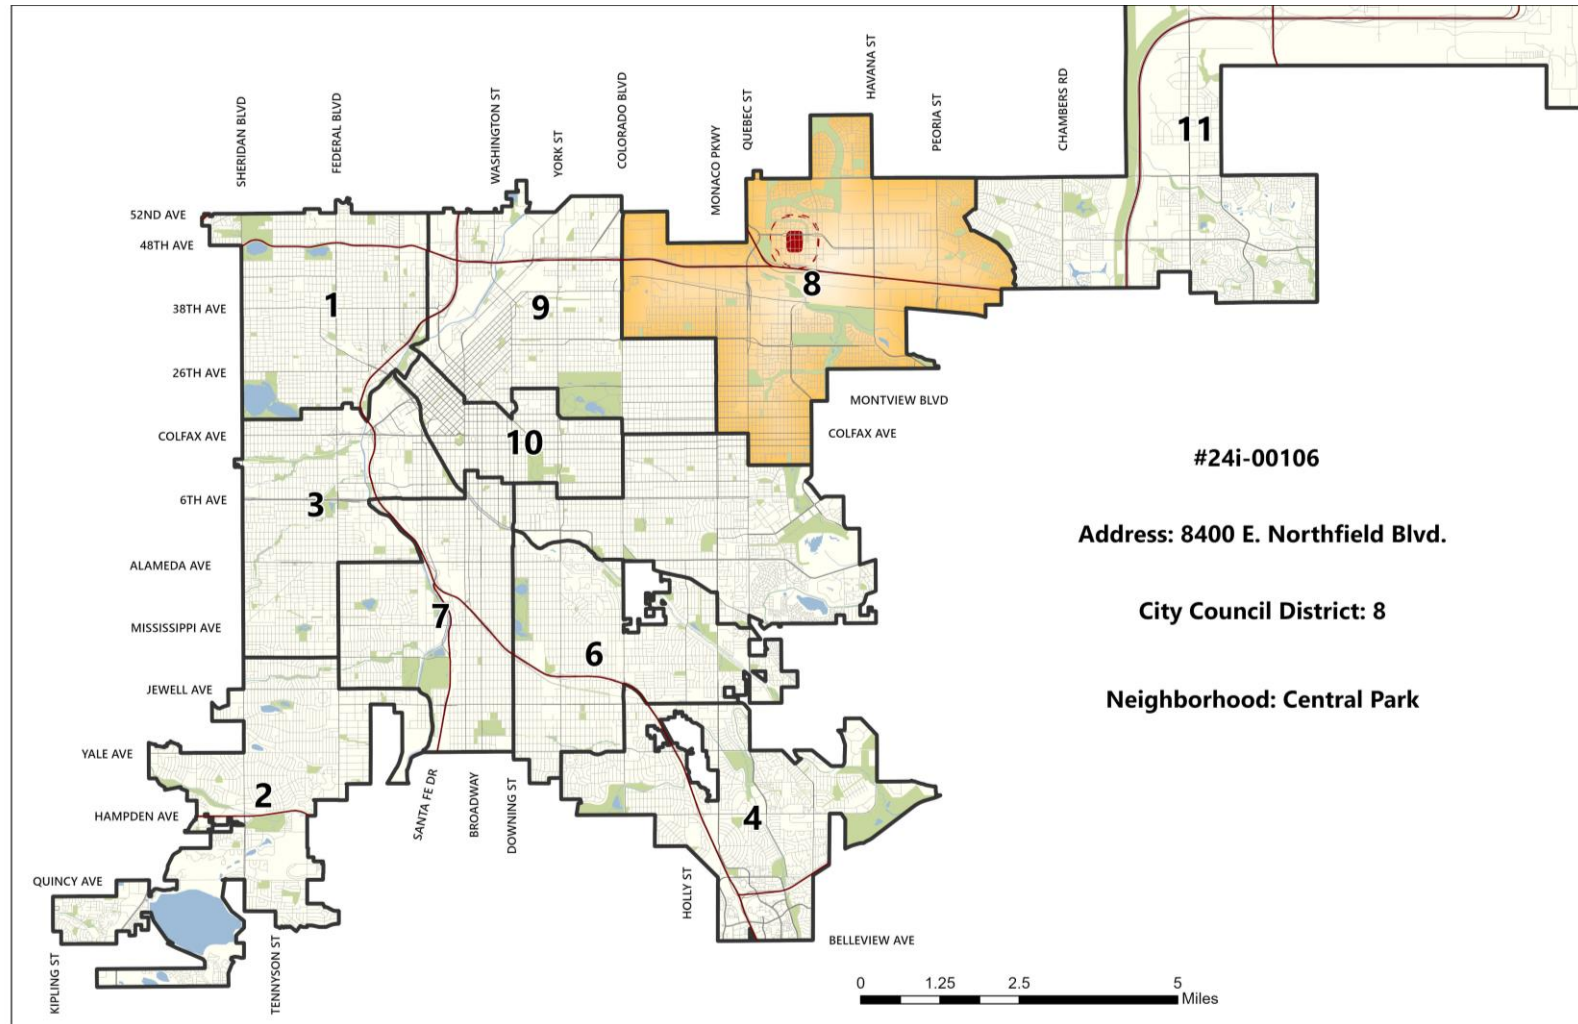 SHERIDAN BLVD
FEDERAL BLVD
WASHINGTON ST
YORK ST
COLORADO BLVD
MONACO PKWY
QUEBEC ST
HAVANA ST
PEORIA ST
CHAMBERS RD
11
52ND AVE
48TH AVE
8
1
9
38TH AVE
26TH AVE
MONTVIEW BLVD
COLFAX AVE
COLFAX AVE
10
#24i-00106
3
6TH AVE
Address: 8400 E. Northfield Blvd.
ALAMEDA AVE
City Council District: 8
7
MISSISSIPPI AVE
6
JEWELL AVE
Neighborhood: Central Park
YALE AVE
2
HAMPDEN AVE
SANTA FE DR
BROADWAY
DOWNING ST
4
QUINCY AVE
HOLLY ST
BELLEVIEW AVE
KIPLING ST
TENNYSON ST
0 1.25 2.5 5
Miles